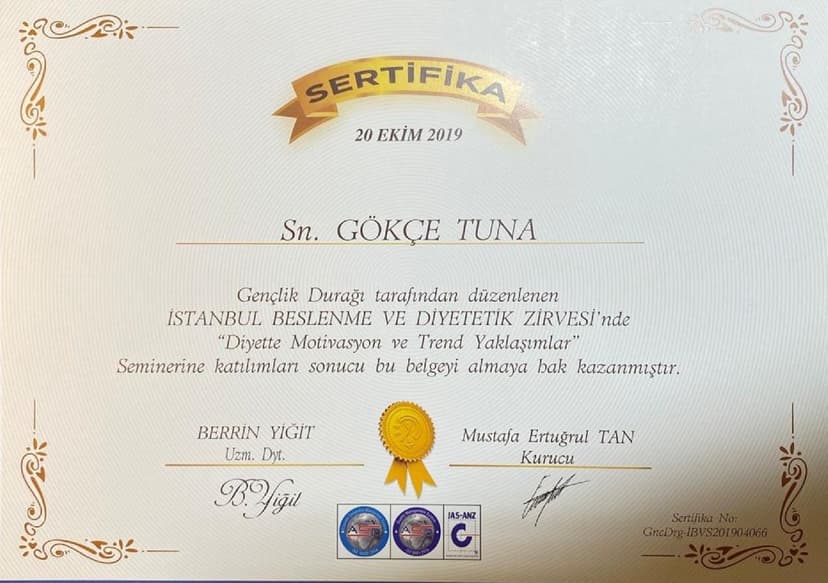 SERTİFİKA
20 EKİM 2019
Sn. GÖKÇE TUNA
Gençlik Durağı tarafından düzenlenen
İSTANBUL BESLENME VE DİYETETİK ZİRVESİ'nde
"Diyette Motivasyon ve Trend Yaklaşımlar"
Seminerine katılımları sonucu bu belgeyi almaya hak kazanmıştır.
BERRİN YİĞİT
Uzm. Dyt.
B. Yiğit
Mustafa Ertuğrul TAN
Kurucu
JAS-ANZ
Sertifika No:
GncDrg-İBVS201904066